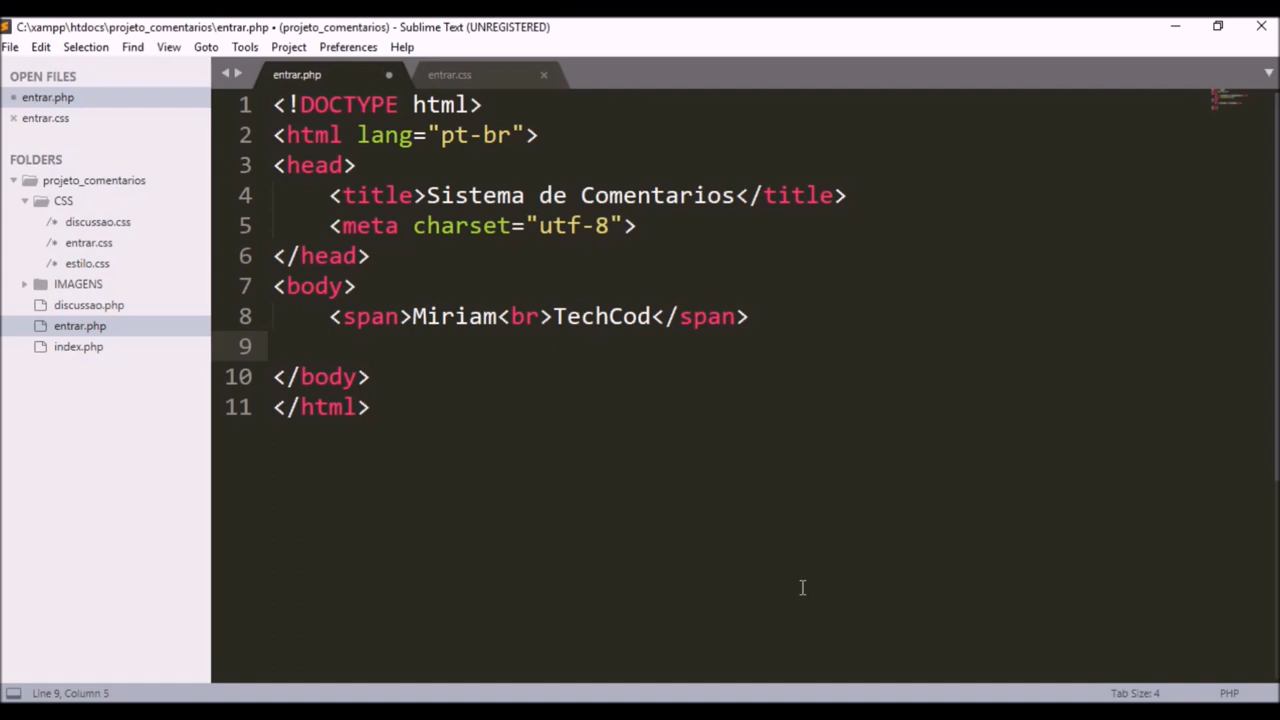 C:\xampp\htdocs\projeto_comentarios\entrar.php • (projeto_comentarios) - Sublime Text (UNREGISTERED)
File Edit Selection Find View Goto Tools Project Preferences Help
OPEN FILES
entrar.php
entrar.css
FOLDERS
projeto_comentarios
CSS
/* discussao.css
/* entrar.css
/* estilo.css
IMAGENS
discussao.php
entrar.php
index.php
entrar.php entrar.css
1 <!DOCTYPE html>
2 <html lang="pt-br">
3 <head>
4 <title>Sistema de Comentarios</title>
5 <meta charset="utf-8">
6 </head>
7 <body>
8 <span>Miriam<br>TechCod</span>
9
10 </body>
11 </html>
Line 9, Column 5 Tab Size: 4 PHP